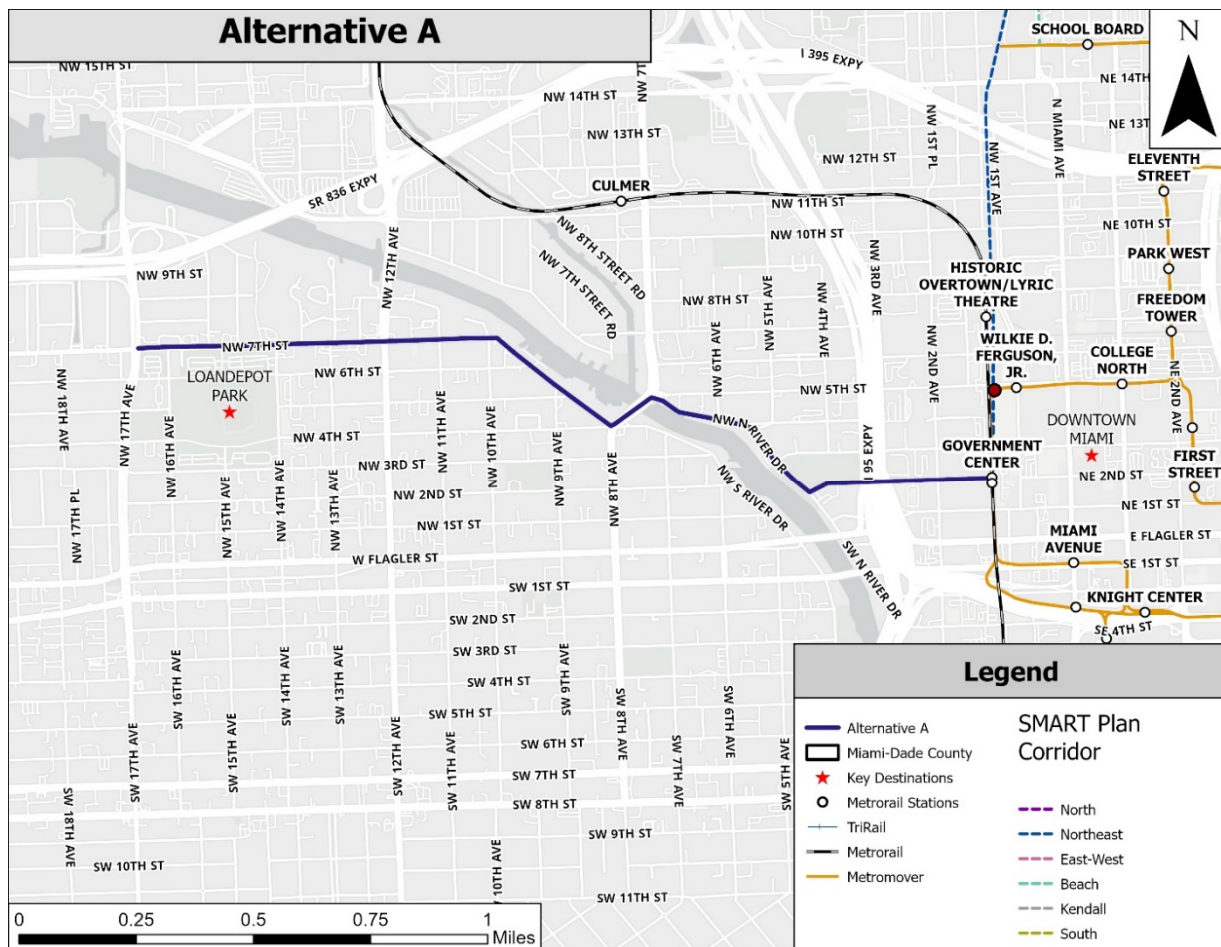 Alternative A
N
SCHOOL BOARD
I 395 EXPY
NW 15TH ST
NW 7
NE 14TH
NW 14TH ST
NW 1ST PL
N MIAMI AVE
NE 13
NW 13TH ST
NW 12TH ST
NW 1ST AVE
ELEVENTH
STREET
CULMER
SR 836 EXPY
NW 11TH ST
NE 10TH ST
NW 10TH ST
NW 8TH STREET RD
NW 12TH AVE
NW 3RD AVE
PARK WEST
NW 9TH ST
NW 7TH STREET RD
HISTORIC
OVERTOWN/LYRIC
THEATRE
NW 8TH ST
NW 5TH AVE
NW 4TH AVE
FREEDOM
TOWER
NW 7TH ST
NW 6TH AVE
WILKIE D.
FERGUSON,
JR.
COLLEGE
NORTH
NW 2ND AVE
NE 2ND AVE
LOANDEPOT
PARK
NW 6TH ST
NW 5TH ST
NW 18TH AVE
NW 17TH AVE
NW 16TH AVE
NW 4TH ST
NW 11TH AVE
NW 10TH AVE
NW N RIVER DR
DOWNTOWN
MIAMI
NW 3RD ST
I 95 EXPY
GOVERNMENT
CENTER
FIRST
STREET
NE 2ND ST
NW 17TH PL
NW 15TH AVE
NW 14TH AVE
NW 13TH AVE
NW 2ND ST
NW 9TH AVE
NW 8TH AVE
NW S RIVER DR
NE 1ST ST
NW 1ST ST
MIAMI
AVENUE
E FLAGLER ST
W FLAGLER ST
SW N RIVER DR
SE 1ST ST
SW 1ST ST
KNIGHT CENTER
SW 2ND ST
SE 4TH ST
SW 3RD ST
SW 16TH AVE
SW 14TH AVE
SW 13TH AVE
SW 4TH ST
SW 9TH AVE
SW 5TH ST
SW 17TH AVE
SW 15TH AVE
SW 12TH AVE
SW 11TH AVE
SW 8TH AVE
SW 6TH AVE
SW 6TH ST
SW 7TH AVE
SW 5TH AVE
SW 7TH ST
SW 8TH ST
SW 18TH AVE
SW 9TH ST
SW 10TH ST
10TH AVE
SW 11TH ST
Legend
Alternative A
Miami-Dade County
Key Destinations
Metrorail Stations
TriRail
Metrorail
Metromover
SMART Plan
Corridor
North
Northeast
East-West
Beach
Kendall
South
0 0.25 0.5 0.75 1
Miles